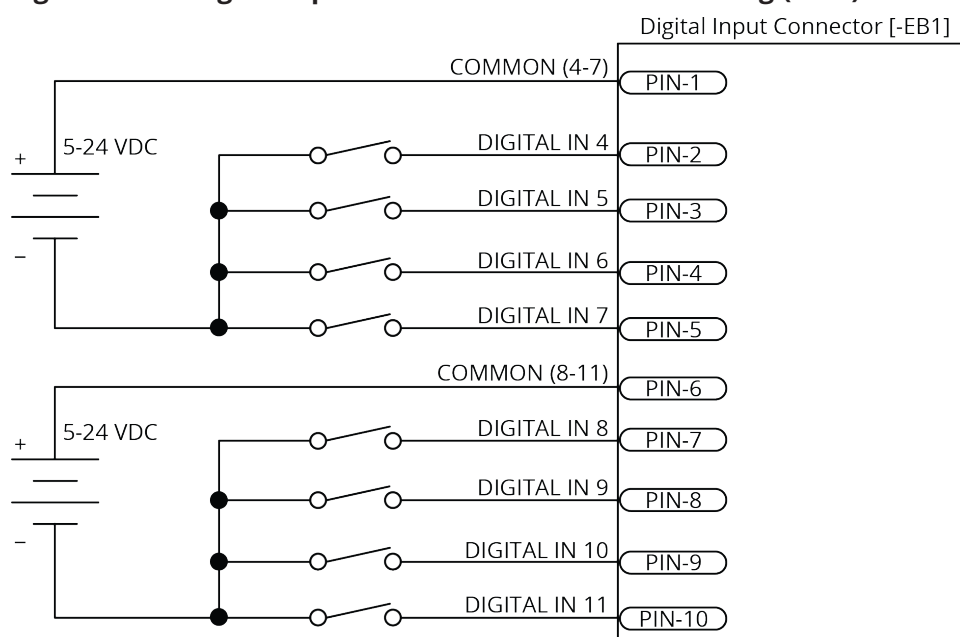 Digital Input Connector [-EB1]
COMMON (4-7)
PIN-1
5-24 VDC
+
DIGITAL IN 4
PIN-2
DIGITAL IN 5
PIN-3
DIGITAL IN 6
PIN-4
–
DIGITAL IN 7
PIN-5
COMMON (8-11)
PIN-6
5-24 VDC
+
DIGITAL IN 8
PIN-7
DIGITAL IN 9
PIN-8
–
DIGITAL IN 10
PIN-9
DIGITAL IN 11
PIN-10